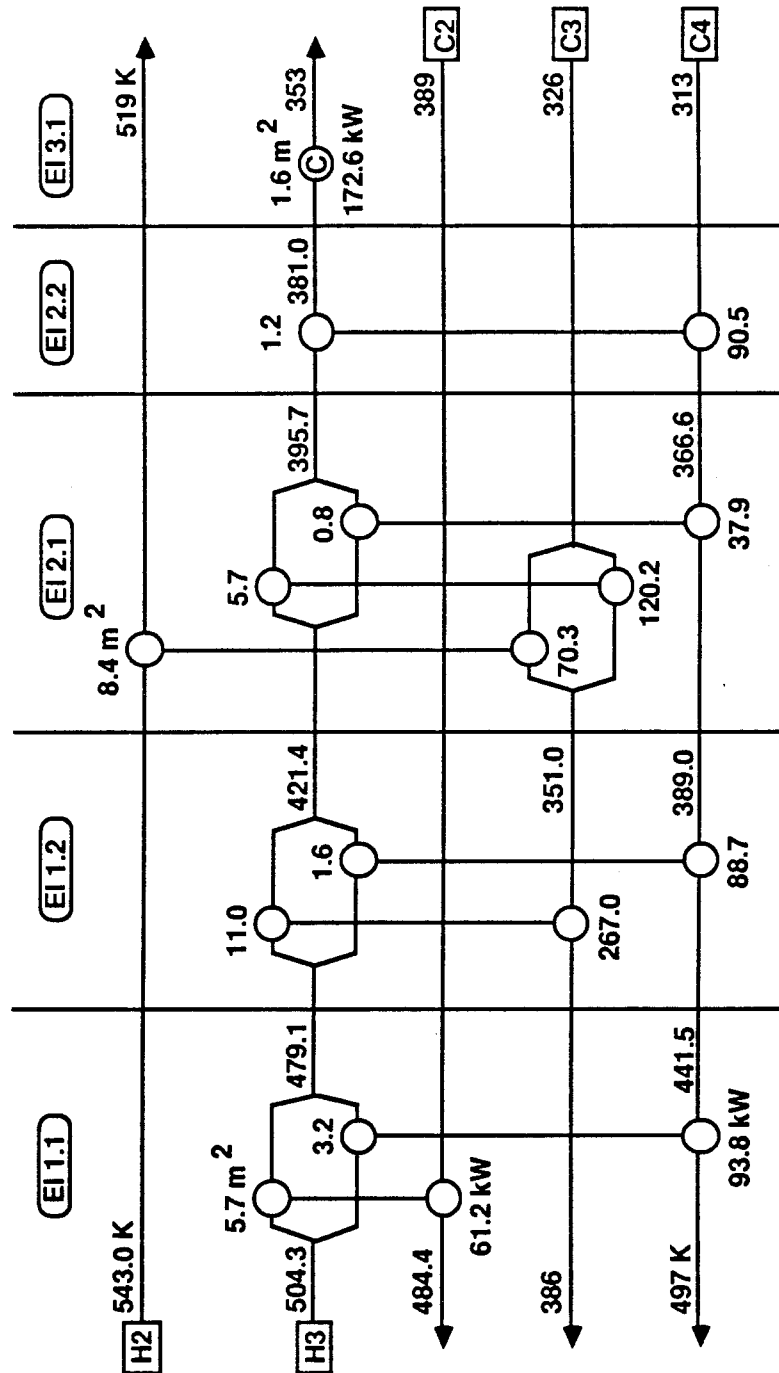 EI 1.1
EI 1.2
EI 2.1
EI 2.2
EI 3.1
H2
543.0 K
8.4 m 2
519 K
5.7 m 2
11.0
5.7
1.2
1.6 m 2
H3
504.3
479.1
421.4
395.7
381.0
C
353
3.2
1.6
0.8
172.6 kW
484.4
389
C2
61.2 kW
70.3
386
351.0
326
C3
267.0
120.2
497 K
441.5
389.0
366.6
313
C4
93.8 kW
88.7
37.9
90.5